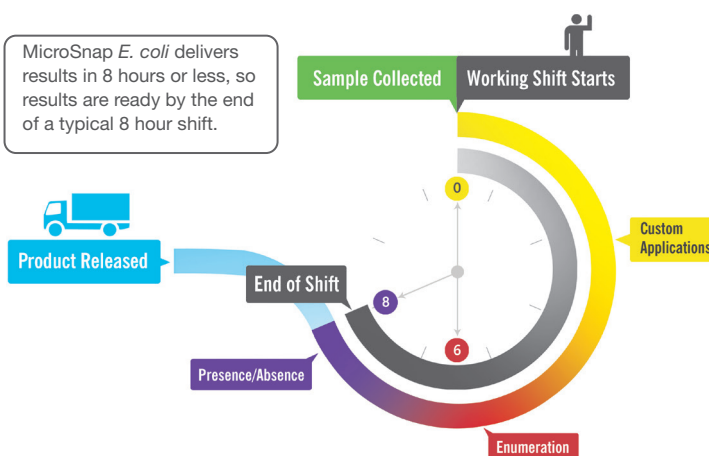 MicroSnap E. coli delivers
results in 8 hours or less, so
results are ready by the end
of a typical 8 hour shift.
Sample Collected
Working Shift Starts
0
Custom
Applications
Product Released
End of Shift
8
6
Presence/Absence
Enumeration